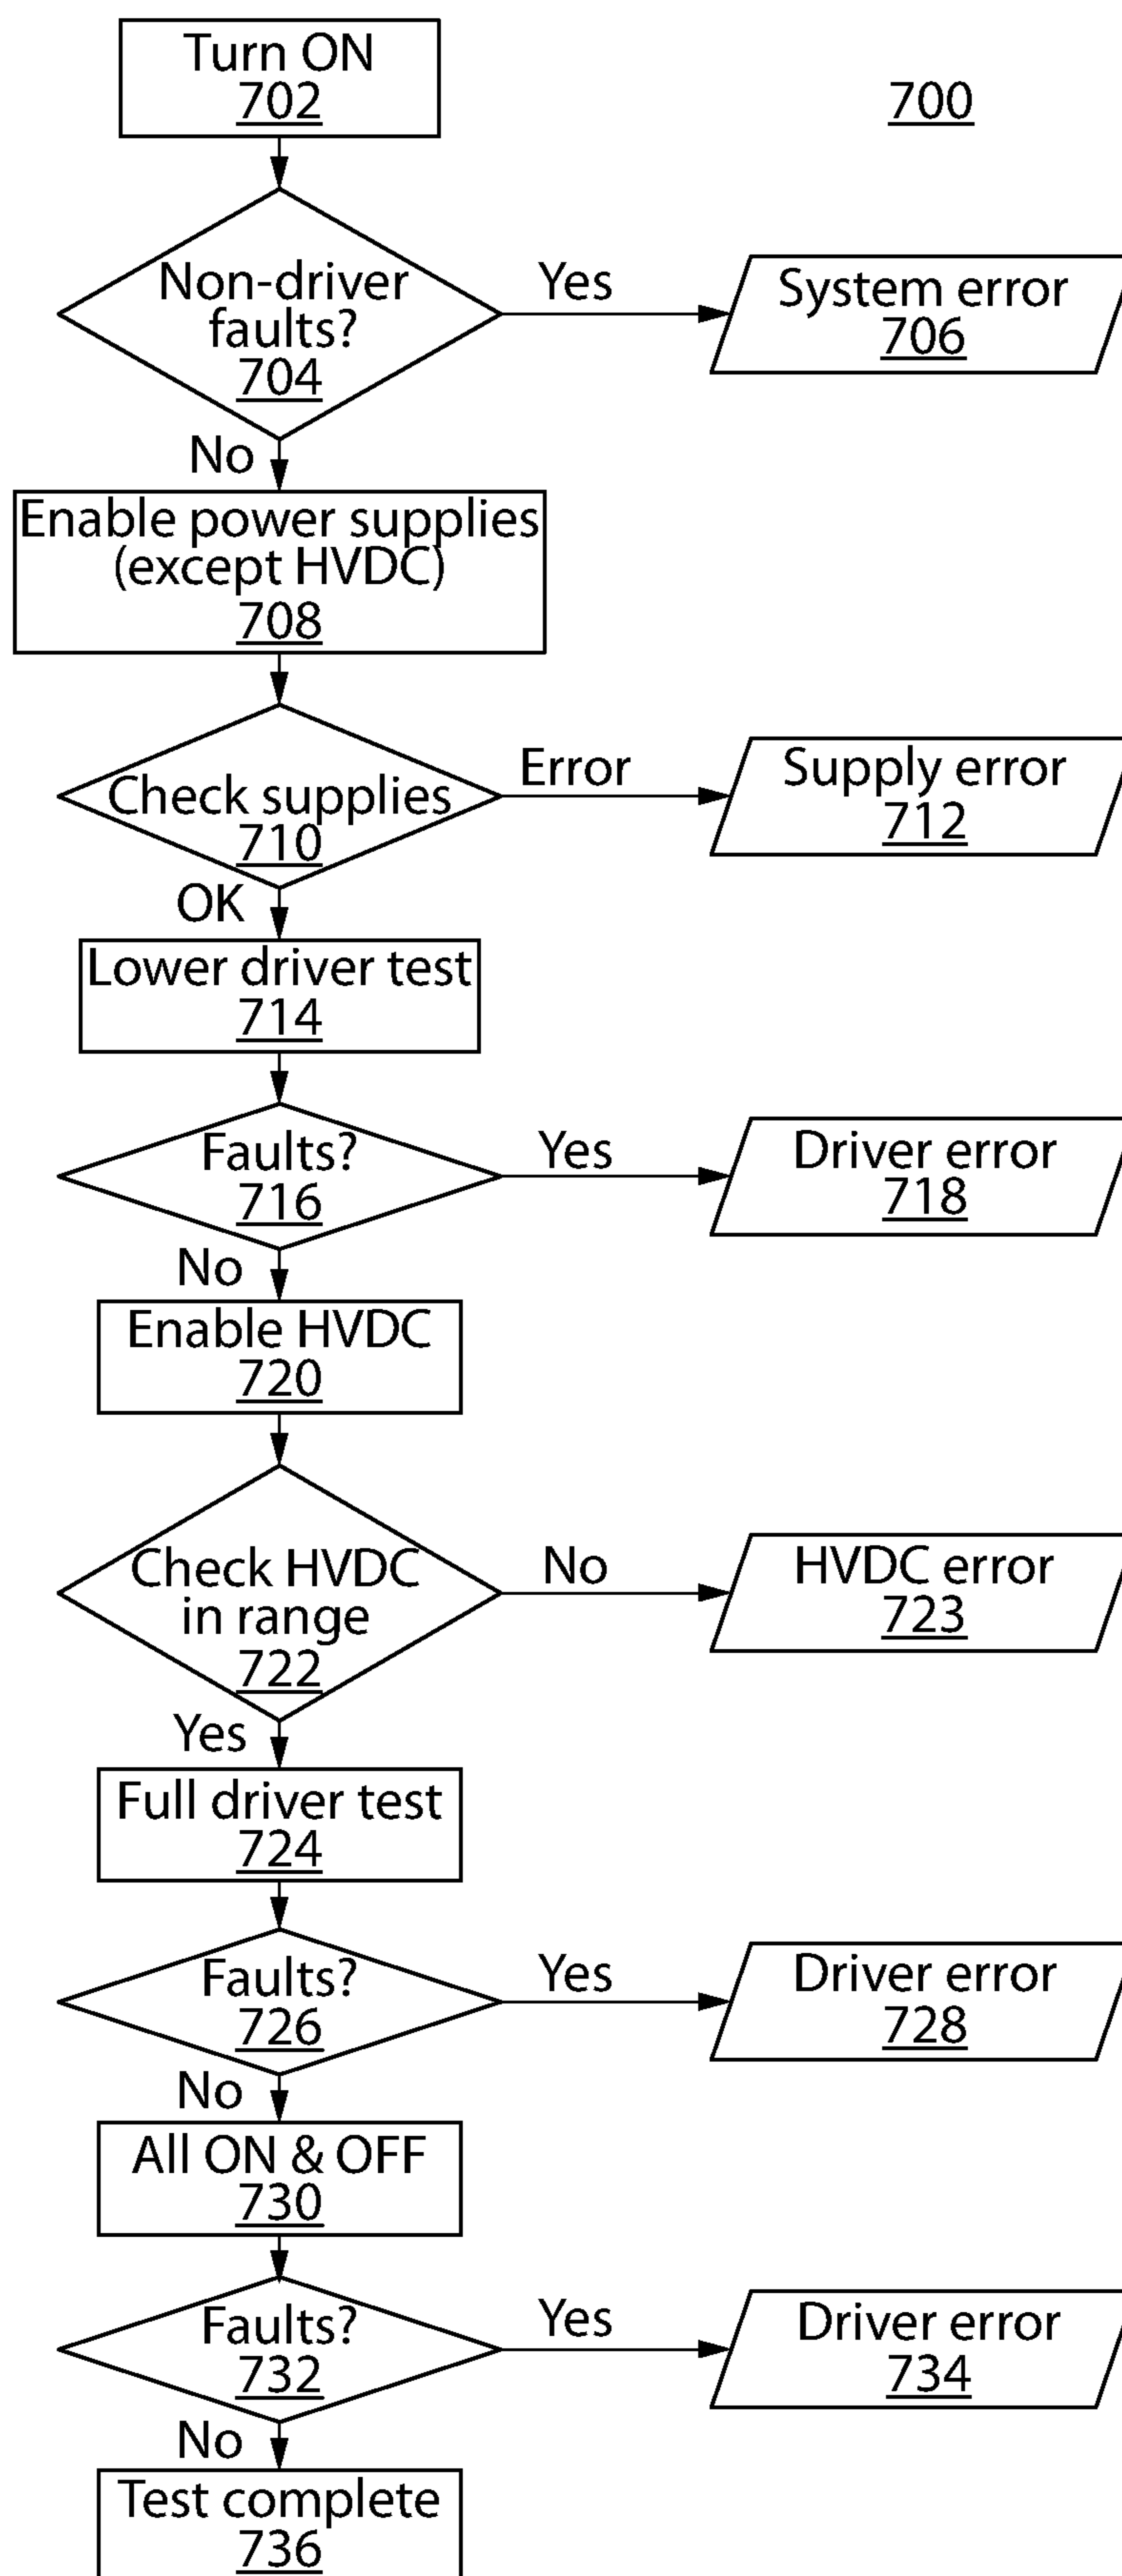 Turn ON
702
700
Non-driver
faults?
704
Yes
System error
706
No
Enable power supplies
(except HVDC)
708
Check supplies
710
Error
Supply error
712
OK
Lower driver test
714
Faults?
716
Yes
Driver error
718
No
Enable HVDC
720
Check HVDC
in range
722
No
HVDC error
723
Yes
Full driver test
724
Faults?
726
Yes
Driver error
728
No
All ON & OFF
730
Faults?
732
Yes
Driver error
734
No
Test complete
736